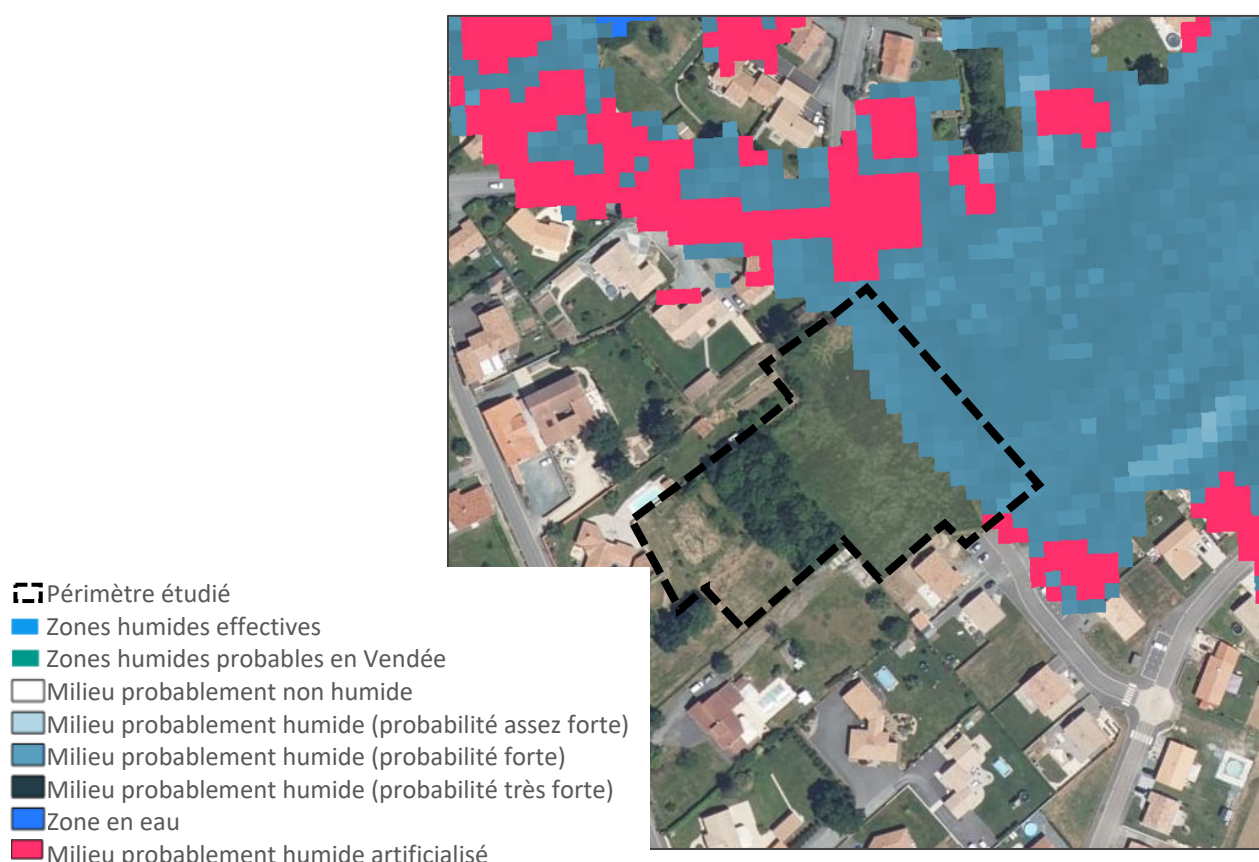 Périmètre étudié
Zones humides effectives
Zones humides probables en Vendée
Milieu probablement non humide
Milieu probablement humide (probabilité assez forte)
Milieu probablement humide (probabilité forte)
Milieu probablement humide (probabilité très forte)
Zone en eau
Milieu probablement humide artificialisé